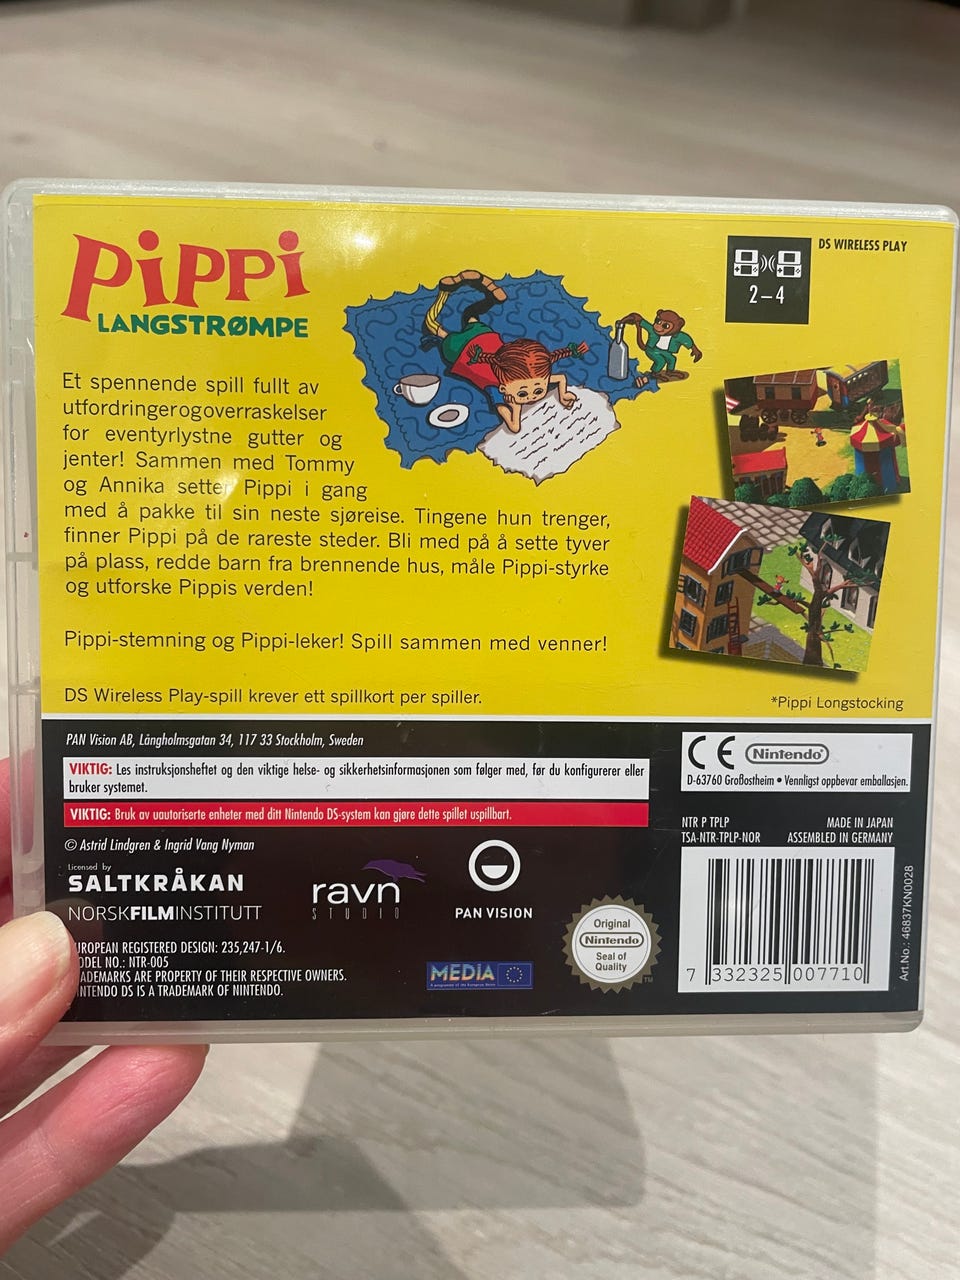 PiPPi
LANGSTRØMPE
DS WIRELESS PLAY
2–4
Et spennende spill fullt av
utfordringerogoverraskelser
for eventyrlystne gutter og
jenter! Sammen med Tommy
og Annika setter Pippi i gang
med å pakke til sin neste sjøreise. Tingene hun trenger,
finner Pippi på de rareste steder. Bli med på å sette tyver
på plass, redde barn fra brennende hus, måle Pippi-styrke
og utforske Pippis verden!
Pippi-stemning og Pippi-leker! Spill sammen med venner!
DS Wireless Play-spill krever ett spillkort per spiller.
*Pippi Longstocking
PAN Vision AB, Långholmsgatan 34, 117 33 Stockholm, Sweden
VIKTIG: Les instruksjonsheftet og den viktige helse- og sikkerhetsinformasjonen som følger med, før du konfigurerer eller
bruker systemet.
VIKTIG: Bruk av uautoriserte enheter med ditt Nintendo DS-system kan gjøre dette spillet uspillbart.
CE Nintendo®
D-63760 Großostheim • Vennligst oppbevar emballasjen.
NTR P TPLP
TSA-NTR-TPLP-NOR
MADE IN JAPAN
ASSEMBLED IN GERMANY
© Astrid Lindgren & Ingrid Vang Nyman
Licensed by
SALTKRÅKAN
NORSKFILMINSTITUTT
ravn
STUDIO
PAN VISION
UROPEAN REGISTERED DESIGN: 235,247-1/6.
ODEL NO.: NTR-005
ADEMARKS ARE PROPERTY OF THEIR RESPECTIVE OWNERS.
NTENDO DS IS A TRADEMARK OF NINTENDO.
MEDIA
A programme of the European Union
Original
Nintendo
Seal of
Quality
TM
7 332325 007710
Art.No.: 46837KN0028